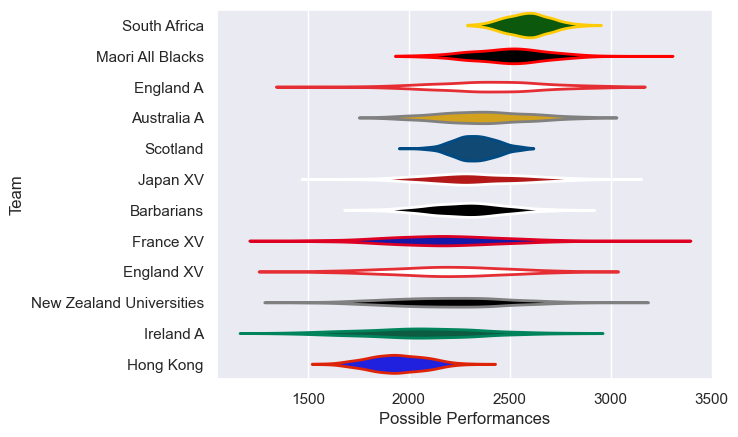 South Africa
Maori All Blacks
England A
Australia A
Scotland
Japan XV
Barbarians
France XV
England XV
New Zealand Universities
Ireland A
Hong Kong
Team
1500 2000 2500 3000 3500
Possible Performances